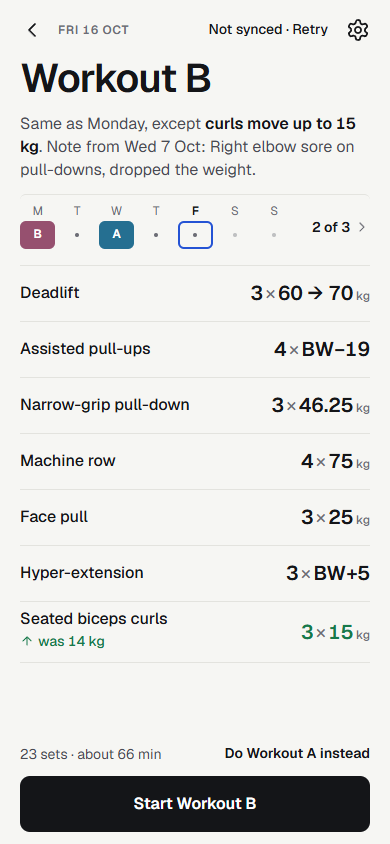 FRI 16 OCT
Not synced · Retry
Workout B
Same as Monday, except curls move up to 15
kg. Note from Wed 7 Oct: Right elbow sore on
pull-downs, dropped the weight.
M T W T F S S
B A
2 of 3
Deadlift 3×60 → 70 kg
Assisted pull-ups 4×BW−19
Narrow-grip pull-down 3×46.25 kg
Machine row 4×75 kg
Face pull 3×25 kg
Hyper-extension 3×BW+5
Seated biceps curls 3×15 kg
↑ was 14 kg
23 sets · about 66 min Do Workout A instead
Start Workout B